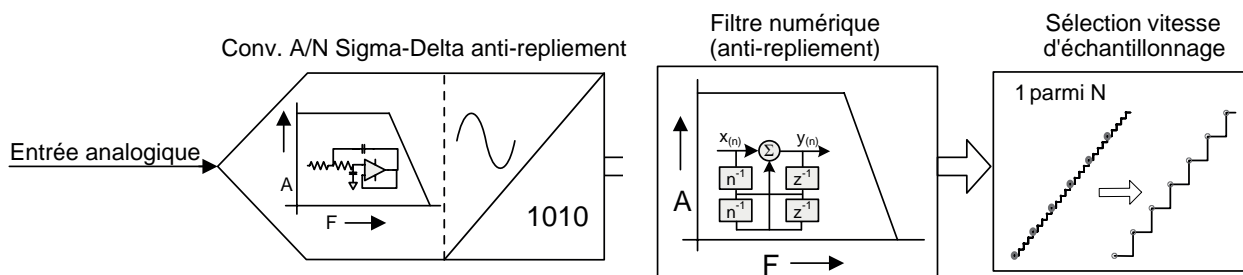 Conv. A/N Sigma-Delta anti-repliement
Filtre numérique
(anti-repliement)
Sélection vitesse
d'échantillonnage
Entrée analogique
A
F
1010
A
F
x(n)
Σ
y(n)
n-1
z-1
n-1
z-1
1 parmi N